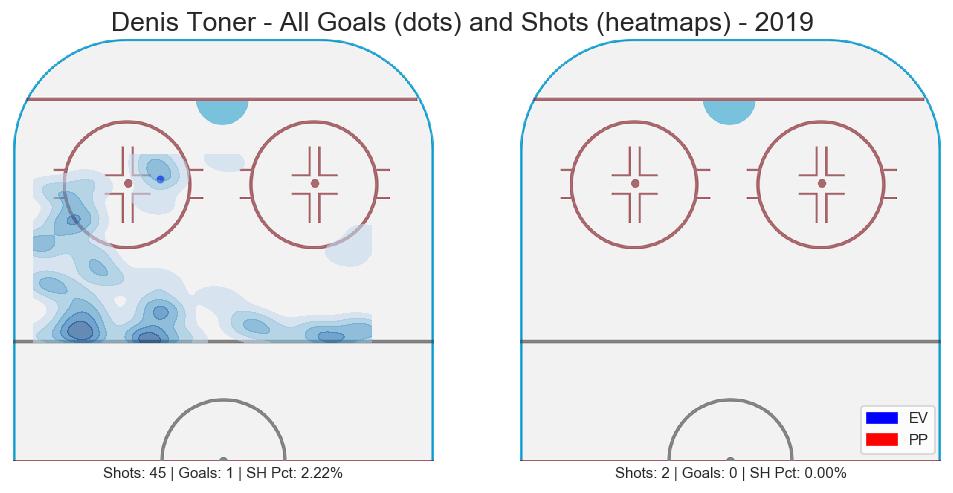 Denis Toner - All Goals (dots) and Shots (heatmaps) - 2019
EV
PP
Shots: 45 | Goals: 1 | SH Pct: 2.22%
Shots: 2 | Goals: 0 | SH Pct: 0.00%